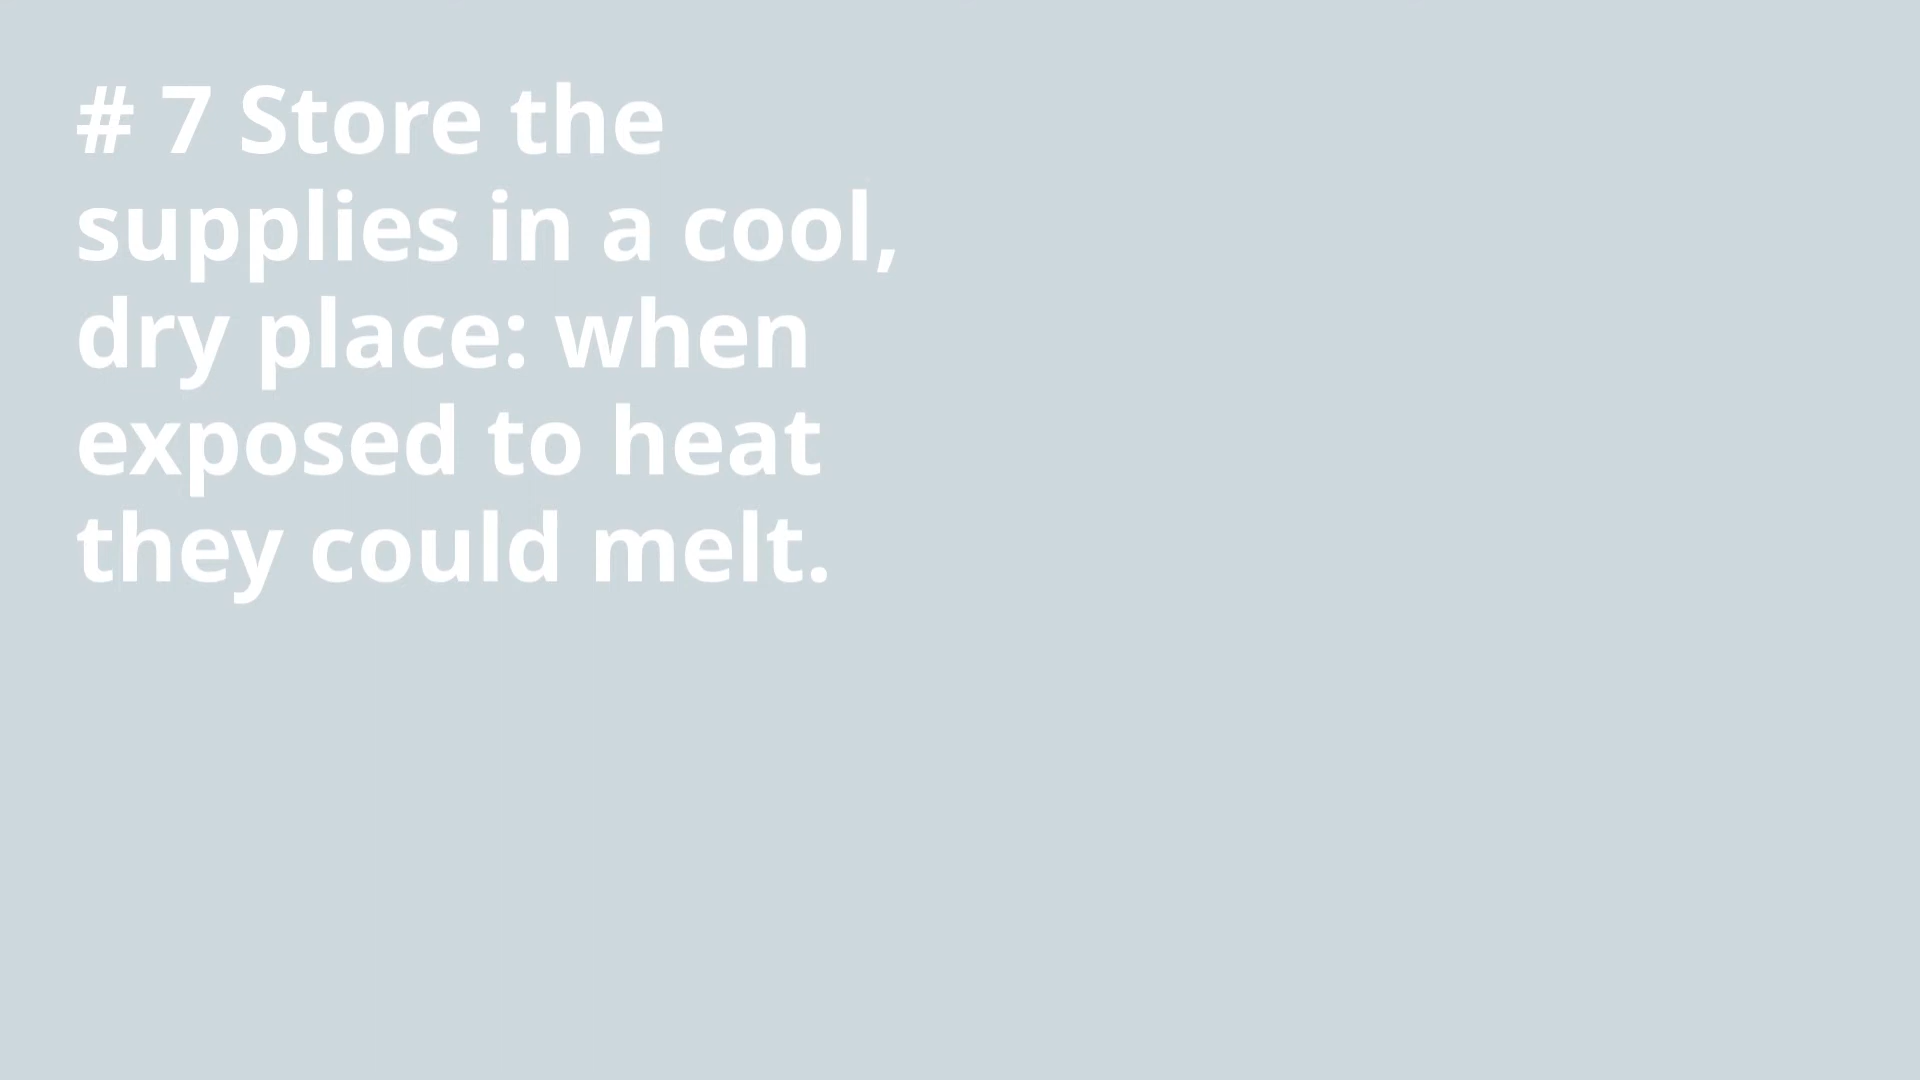 # 7 Store the
supplies in a cool,
dry place: when
exposed to heat
they could melt.